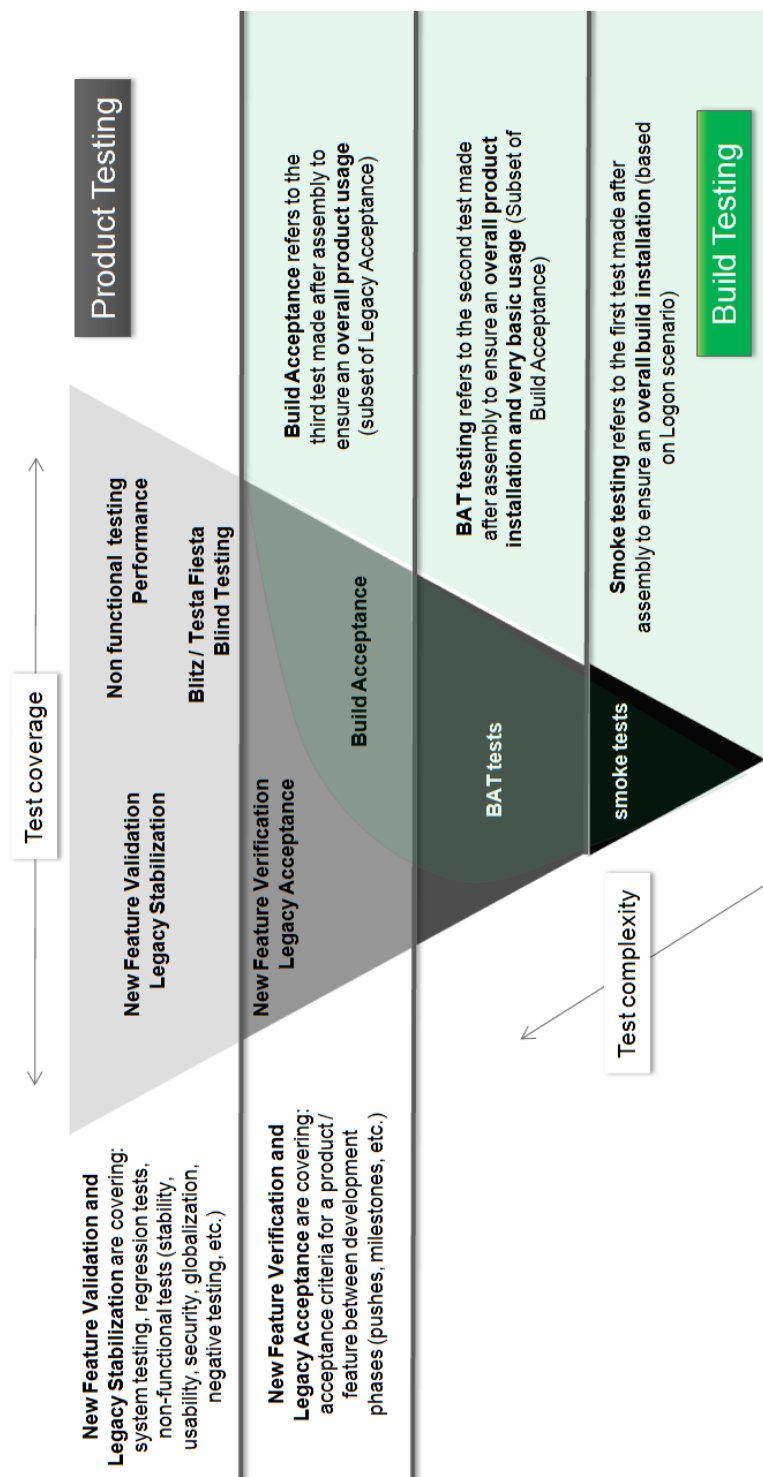 Test coverage
Product Testing
New Feature Validation and
Legacy Stabilization are covering:
system testing, regression tests,
non-functional tests (stability,
usability, security, globalization,
negative testing, etc.)
New Feature Validation
Legacy Stabilization
Non functional testing
Performance
Blitz / Testa Fiesta
Blind Testing
New Feature Verification and
Legacy Acceptance are covering:
acceptance criteria for a product /
feature between development
phases (pushes, milestones, etc.)
New Feature Verification
Legacy Acceptance
Build Acceptance
Build Acceptance refers to the
third test made after assembly to
ensure an overall product usage
(subset of Legacy Acceptance)
BAT tests
BAT testing refers to the second test made
after assembly to ensure an overall product
installation and very basic usage (Subset of
Build Acceptance)
Test complexity
smoke tests
Smoke testing refers to the first test made after
assembly to ensure an overall build installation (based
on Logon scenario)
Build Testing